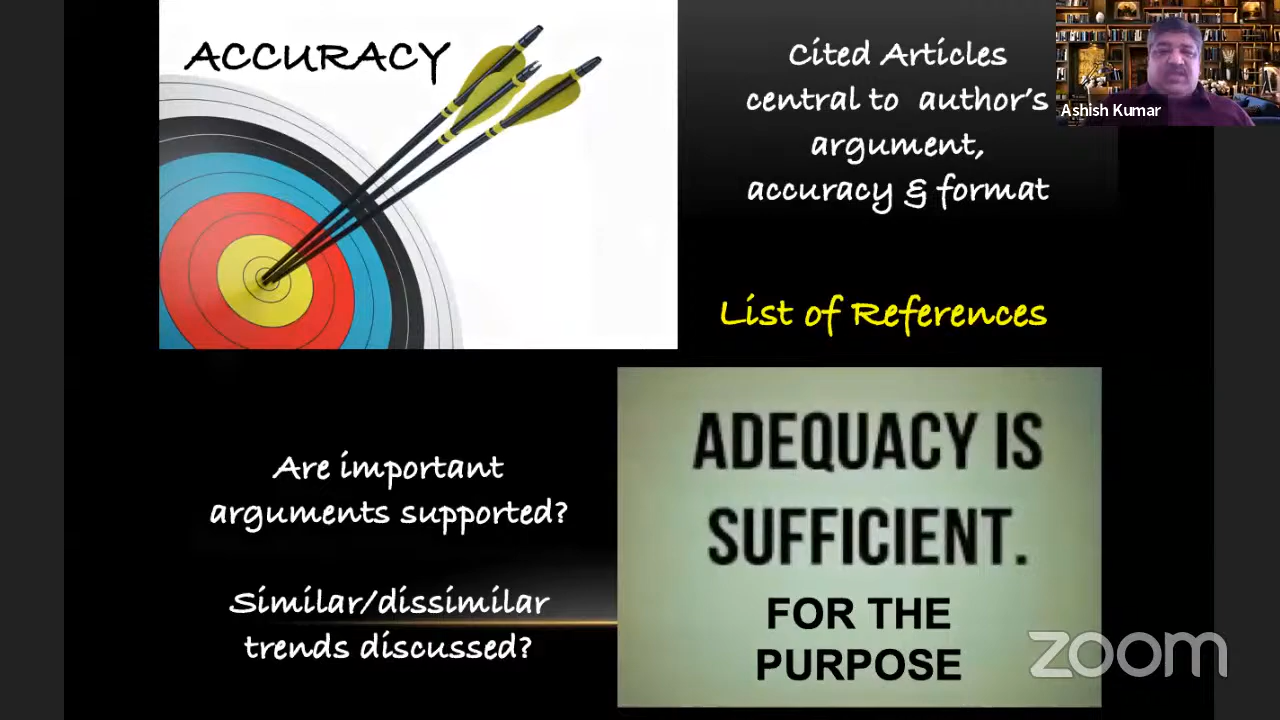 ACCURACY
Cited Articles
central to author's
argument,
accuracy & format
Ashish Kumar
List of References
Are important
arguments supported?
Similar/dissimilar
trends discussed?
ADEQUACY IS
SUFFICIENT.
FOR THE
PURPOSE
zoom